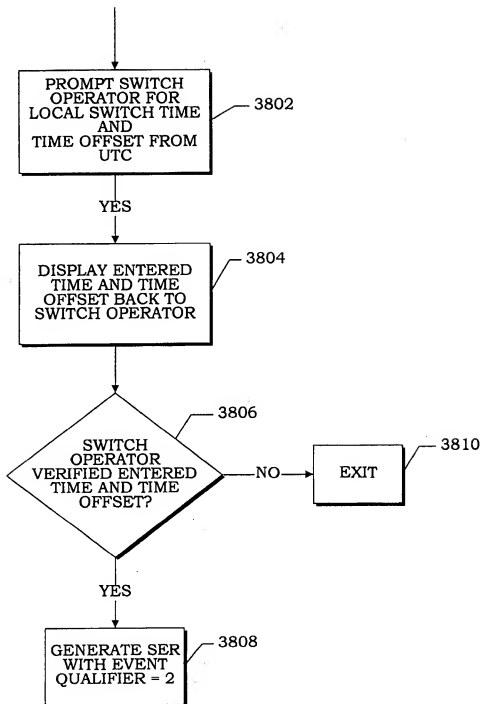 PROMPT SWITCH
OPERATOR FOR
LOCAL SWITCH TIME
AND
TIME OFFSET FROM
UTC
3802
YES
DISPLAY ENTERED
TIME AND TIME
OFFSET BACK TO
SWITCH OPERATOR
3804
3806
SWITCH
OPERATOR
VERIFIED ENTERED
TIME AND TIME
OFFSET?
NO
EXIT
3810
YES
GENERATE SER
WITH EVENT
QUALIFIER = 2
3808